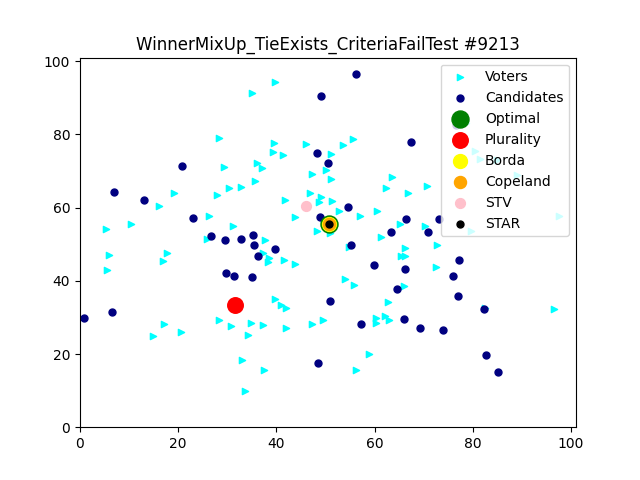 WinnerMixUp_TieExists_CriteriaFailTest #9213
100
80
60
40
20
0
0
20
40
60
80
100
Voters
Candidates
Optimal
Plurality
Borda
Copeland
STV
STAR